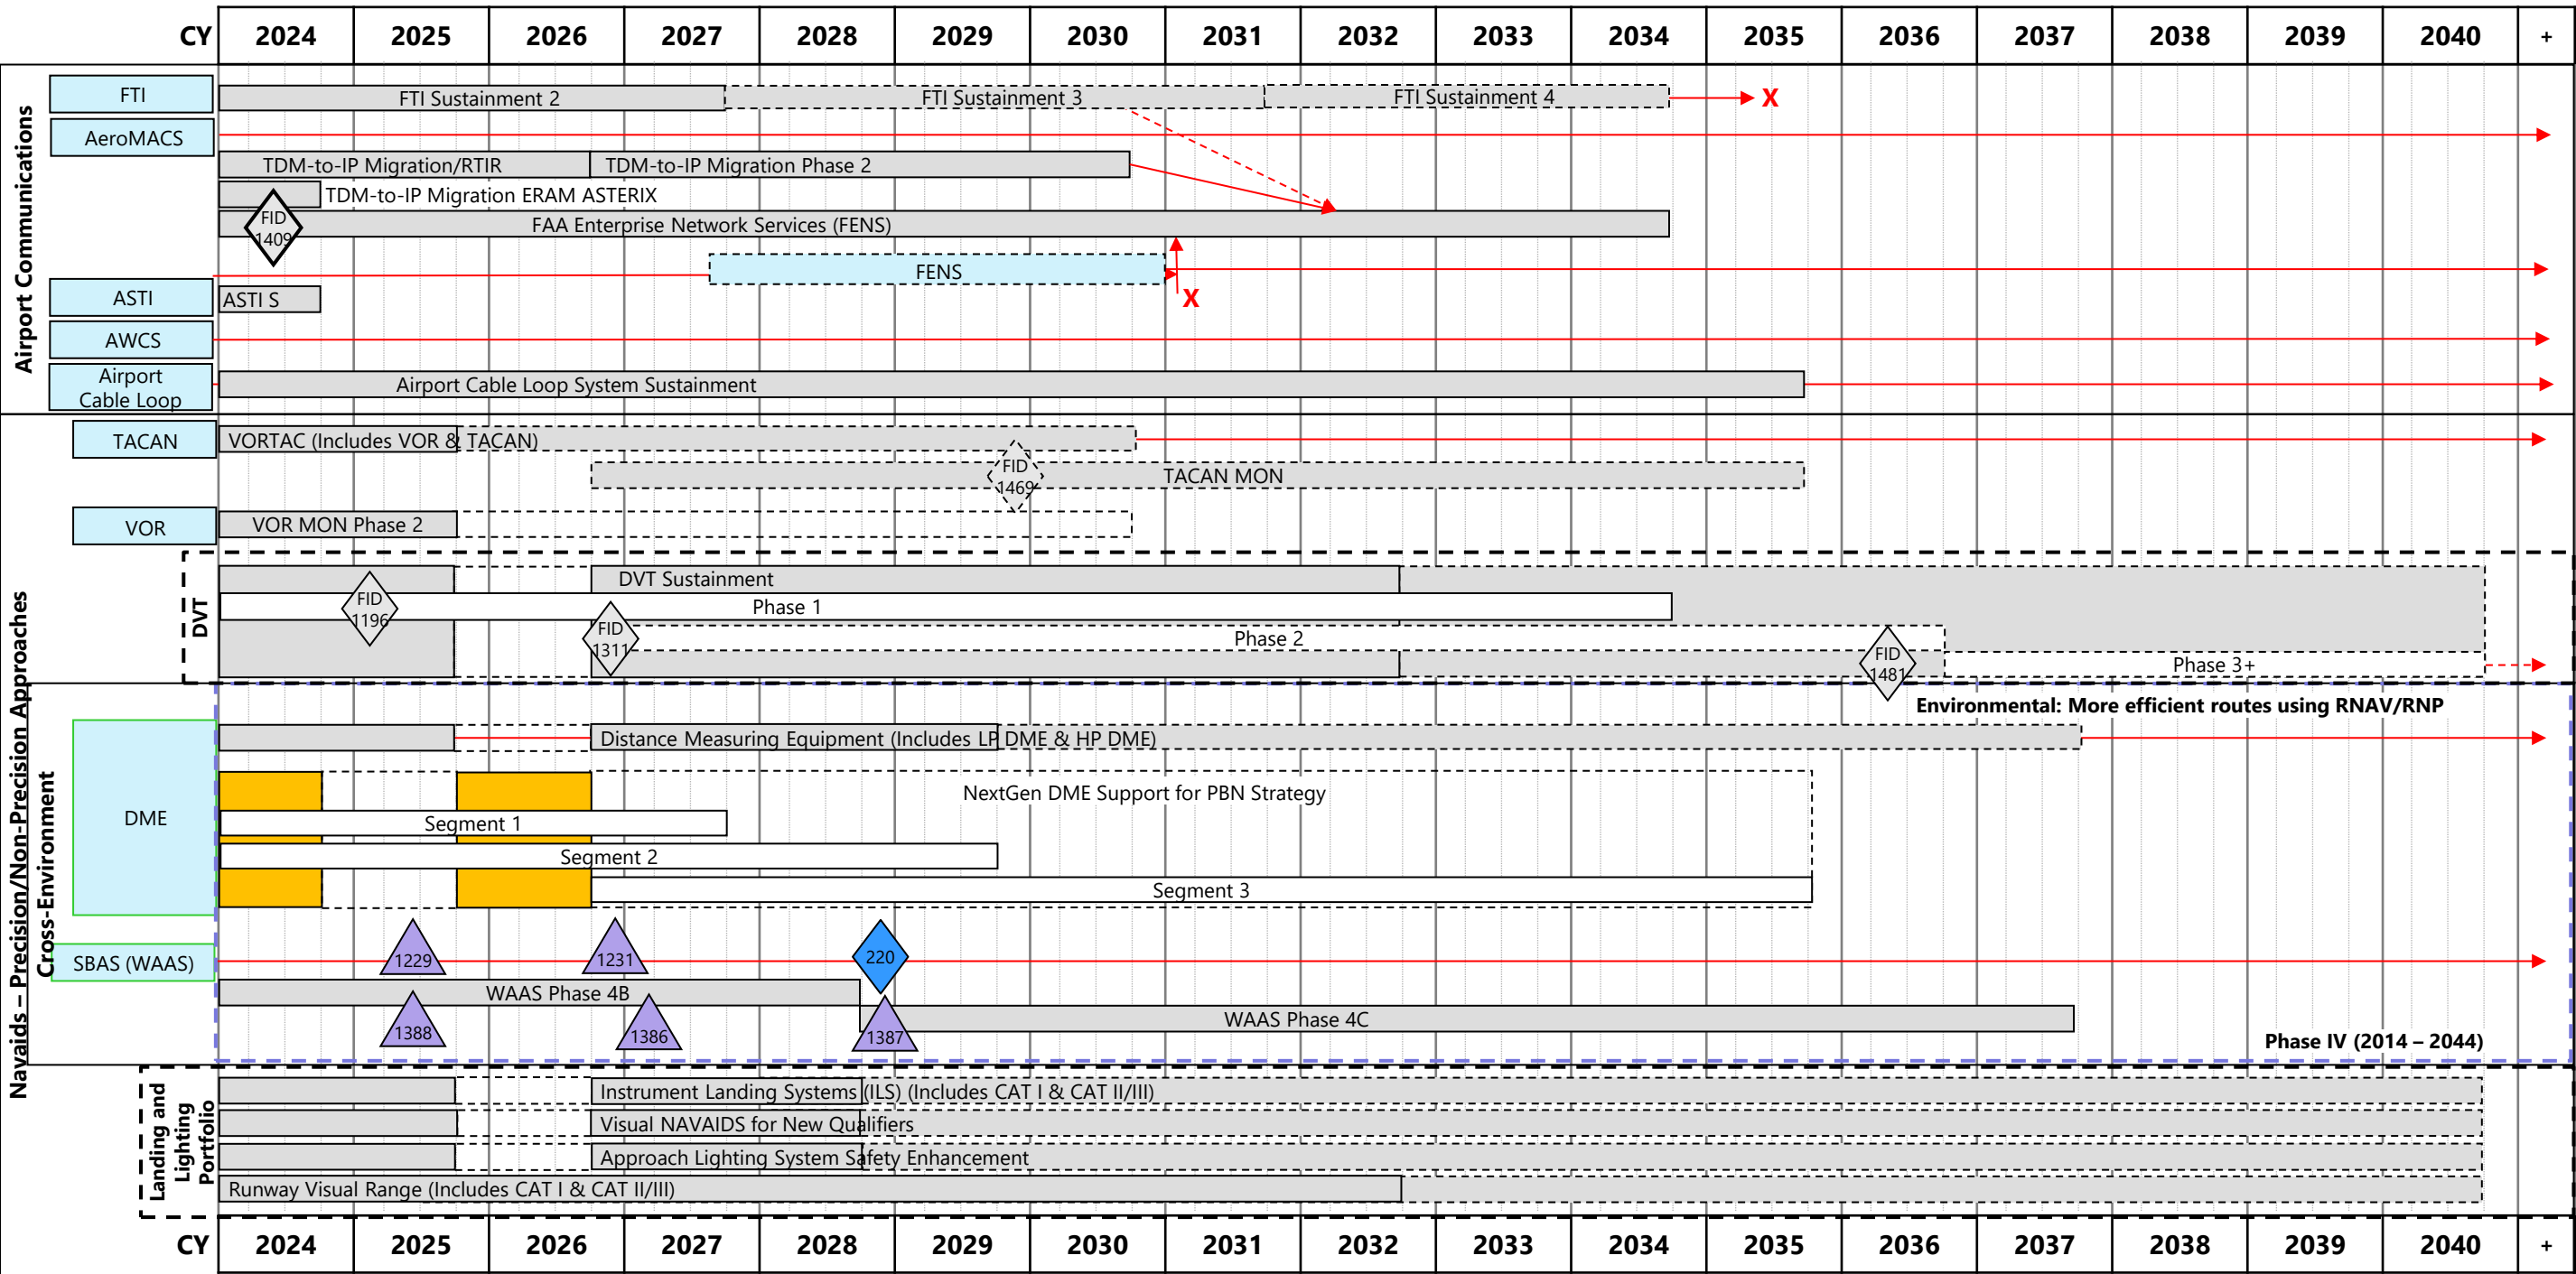 CY 2024 2025 2026 2027 2028 2029 2030 2031 2032 2033 2034 2035 2036 2037 2038 2039 2040 +
Airport Communications
FTI
FTI Sustainment 2
FTI Sustainment 3
FTI Sustainment 4
X
AeroMACS
TDM-to-IP Migration/RTIR
TDM-to-IP Migration Phase 2
TDM-to-IP Migration ERAM ASTERIX
FID
1409
FAA Enterprise Network Services (FENS)
FENS
ASTI
ASTI S
X
AWCS
Airport
Cable Loop
Airport Cable Loop System Sustainment
Navaids – Precision/Non-Precision Approaches
TACAN
VORTAC (Includes VOR & TACAN)
FID
1469
TACAN MON
VOR
VOR MON Phase 2
DVT
DVT Sustainment
FID
1196
Phase 1
FID
1311
Phase 2
FID
1481
Phase 3+
Cross-Environment
Environmental: More efficient routes using RNAV/RNP
DME
Distance Measuring Equipment (Includes LP DME & HP DME)
NextGen DME Support for PBN Strategy
Segment 1
Segment 2
Segment 3
SBAS (WAAS)
1229
1231
220
WAAS Phase 4B
1388
1386
1387
WAAS Phase 4C
Phase IV (2014 – 2044)
Landing and
Lighting
Portfolio
Instrument Landing Systems (ILS) (Includes CAT I & CAT II/III)
Visual NAVAIDS for New Qualifiers
Approach Lighting System Safety Enhancement
Runway Visual Range (Includes CAT I & CAT II/III)
CY 2024 2025 2026 2027 2028 2029 2030 2031 2032 2033 2034 2035 2036 2037 2038 2039 2040 +